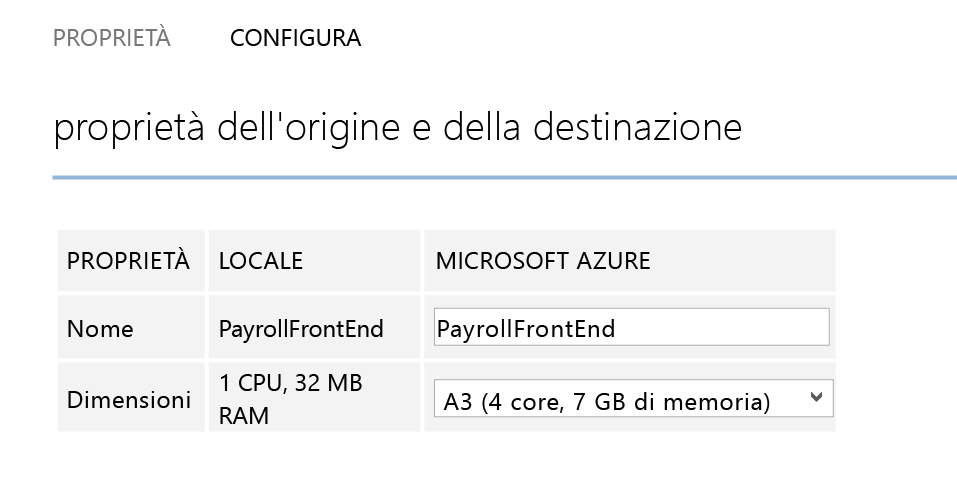 PROPRIETÀ CONFIGURA
proprietà dell'origine e della destinazione
PROPRIETÀ LOCALE MICROSOFT AZURE
Nome PayrollFrontEnd PayrollFrontEnd
Dimensioni 1 CPU, 32 MB RAM A3 (4 core, 7 GB di memoria)